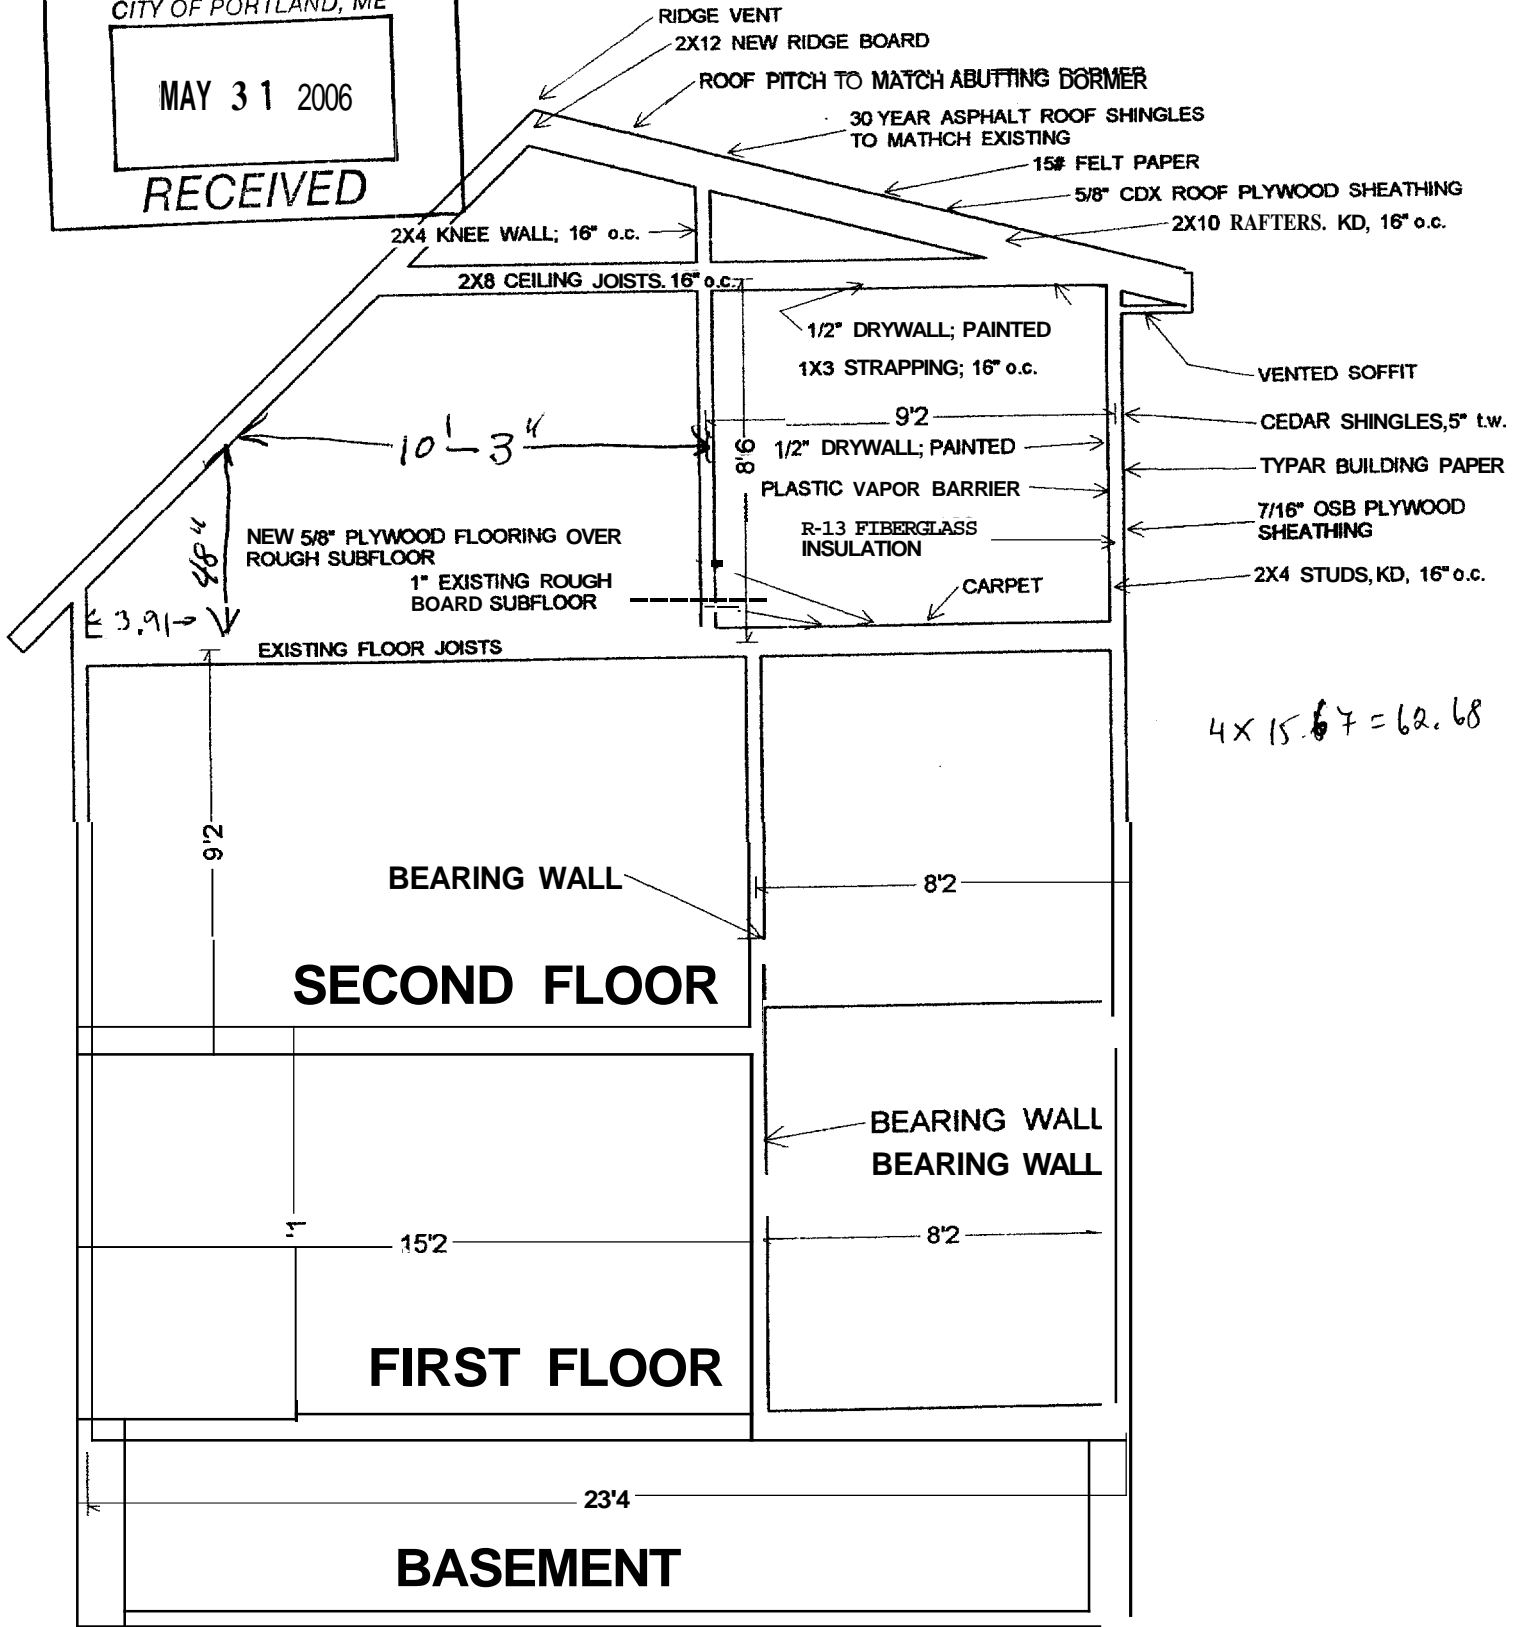 CITY OF PORTLAND, ME
MAY 31 2006
RECEIVED
RIDGE VENT
2X12 NEW RIDGE BOARD
ROOF PITCH TO MATCH ABUTTING DORMER
30 YEAR ASPHALT ROOF SHINGLES
TO MATHCH EXISTING
15# FELT PAPER
5/8" CDX ROOF PLYWOOD SHEATHING
2X10 RAFTERS. KD, 16" o.c.
2X4 KNEE WALL; 16" o.c.
2X8 CEILING JOISTS. 16" o.c.
1/2" DRYWALL; PAINTED
1X3 STRAPPING; 16" o.c.
VENTED SOFFIT
9'2
CEDAR SHINGLES, 5" t.w.
10'-3"
8'6
1/2" DRYWALL; PAINTED
TYPAR BUILDING PAPER
PLASTIC VAPOR BARRIER
7/16" OSB PLYWOOD
SHEATHING
48"
NEW 5/8" PLYWOOD FLOORING OVER
ROUGH SUBFLOOR
R-13 FIBERGLASS
INSULATION
1" EXISTING ROUGH
BOARD SUBFLOOR
CARPET
2X4 STUDS, KD, 16" o.c.
3.91
EXISTING FLOOR JOISTS
4 X 15.67 = 62.68
9'2
BEARING WALL
8'2
SECOND FLOOR
BEARING WALL
BEARING WALL
15'2
8'2
FIRST FLOOR
23'4
BASEMENT